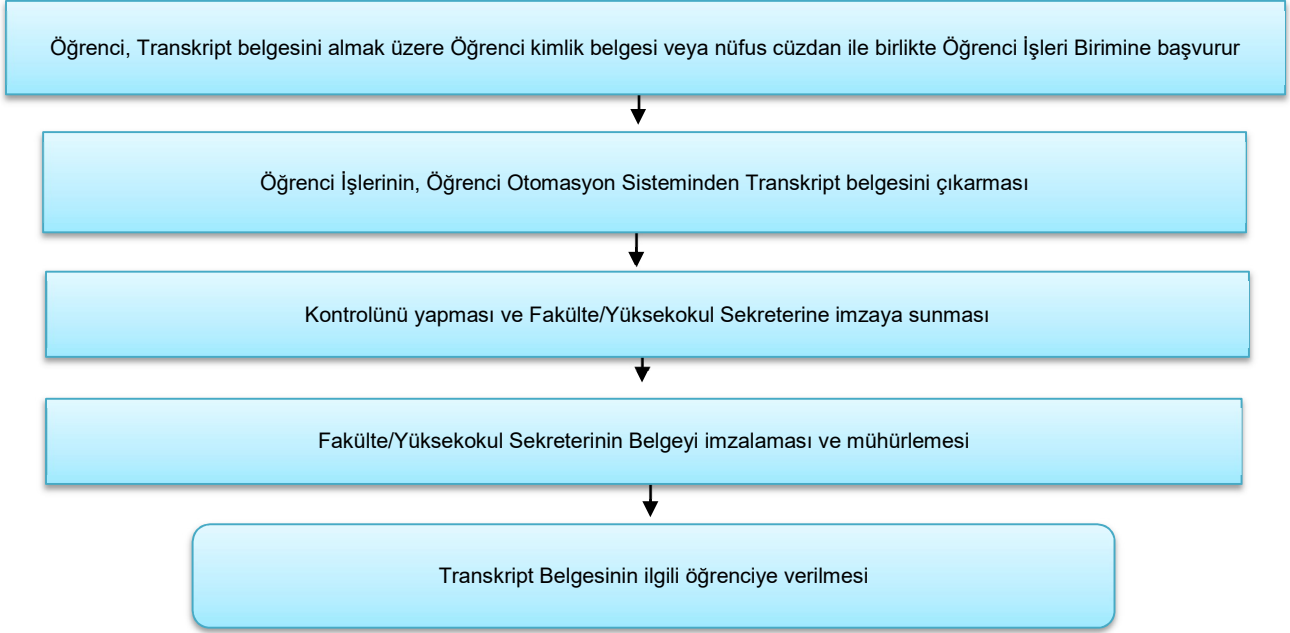 Öğrenci, Transkript belgesini almak üzere Öğrenci kimlik belgesi veya nüfus cüzdan ile birlikte Öğrenci İşleri Birimine başvurur
Öğrenci İşlerinin, Öğrenci Otomasyon Sisteminden Transkript belgesini çıkarması
Kontrolünü yapması ve Fakülte/Yüksekokul Sekreterine imzaya sunması
Fakülte/Yüksekokul Sekreterinin Belgeyi imzalaması ve mühürlemesi
Transkript Belgesinin ilgili öğrenciye verilmesi